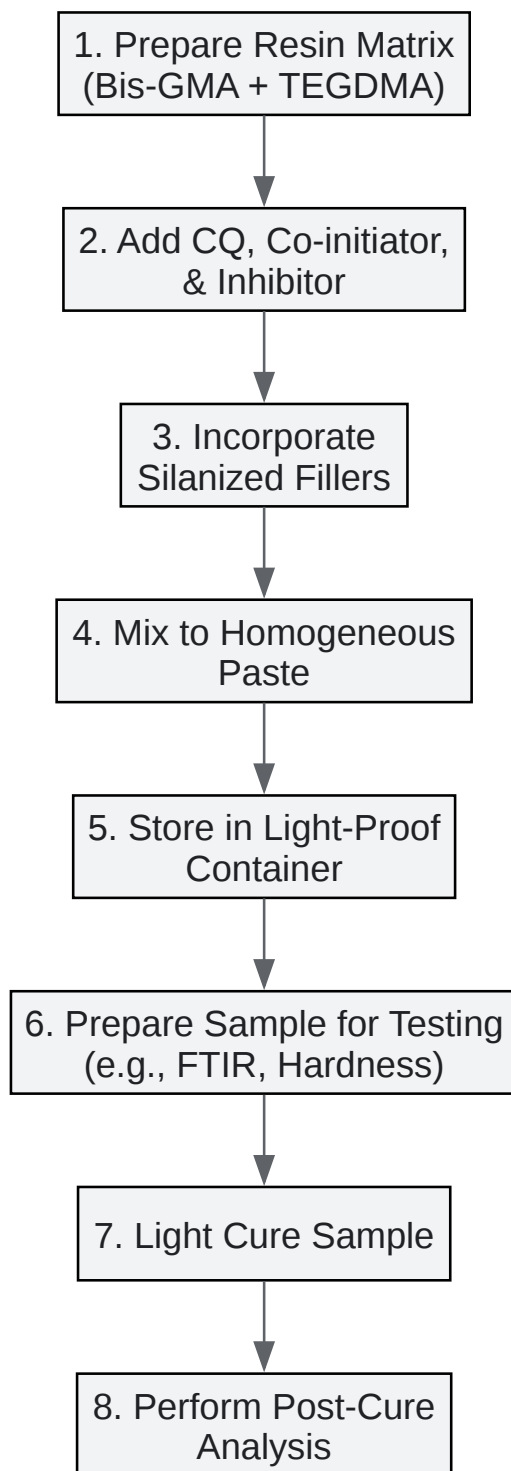 1. Prepare Resin Matrix
(Bis-GMA + TEGDMA)
2. Add CQ, Co-initiator,
& Inhibitor
3. Incorporate
Silanized Fillers
4. Mix to Homogeneous
Paste
5. Store in Light-Proof
Container
6. Prepare Sample for Testing
(e.g., FTIR, Hardness)
7. Light Cure Sample
8. Perform Post-Cure
Analysis